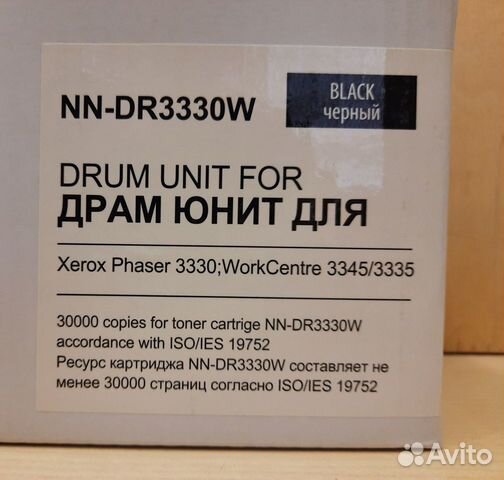 NN-DR3330W
BLACK
черный
DRUM UNIT FOR
ДРАМ ЮНИТ ДЛЯ
Xerox Phaser 3330;WorkCentre 3345/3335
30000 copies for toner cartrige NN-DR3330W
accordance with ISO/IES 19752
Ресурс картриджа NN-DR3330W составляет не
менее 30000 страниц согласно ISO/IES 19752
Avito